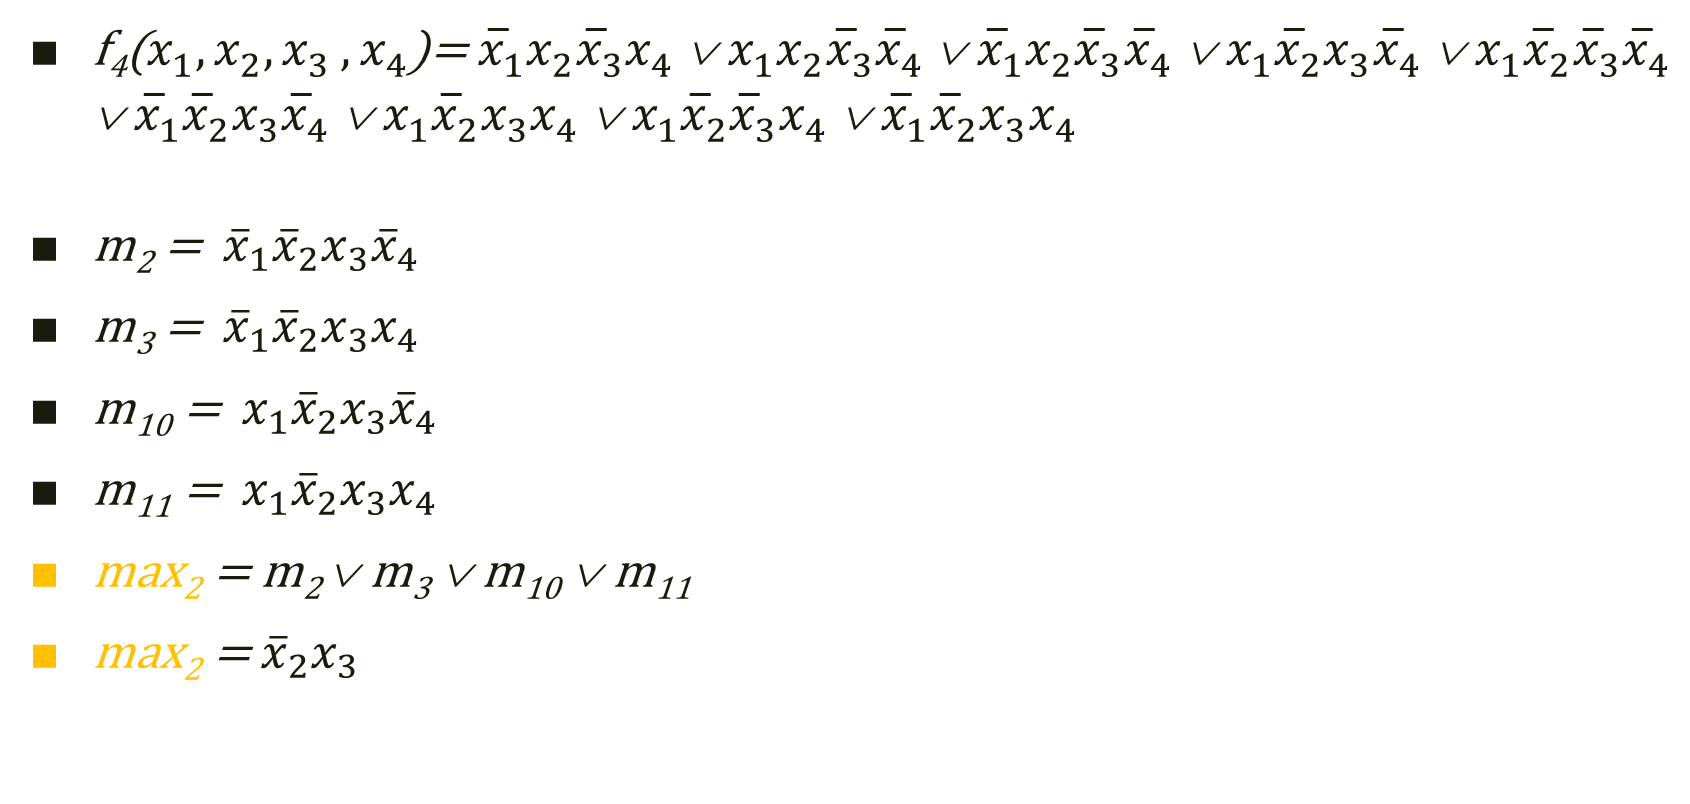 ■ f₄(x₁, x₂, x₃ , x₄)= x̄₁x₂x̄₃x₄ ∨ x₁x₂x̄₃x̄₄ ∨ x̄₁x₂x̄₃x̄₄ ∨ x₁x̄₂x₃x̄₄ ∨ x₁x̄₂x̄₃x̄₄
∨ x̄₁x̄₂x₃x̄₄ ∨ x₁x̄₂x₃x₄ ∨ x₁x̄₂x̄₃x₄ ∨ x̄₁x̄₂x₃x₄
■ m₂ = x̄₁x̄₂x₃x̄₄
■ m₃ = x̄₁x̄₂x₃x₄
■ m₁₀ = x₁x̄₂x₃x̄₄
■ m₁₁ = x₁x̄₂x₃x₄
■ max₂ = m₂ ∨ m₃ ∨ m₁₀ ∨ m₁₁
■ max₂ = x̄₂x₃